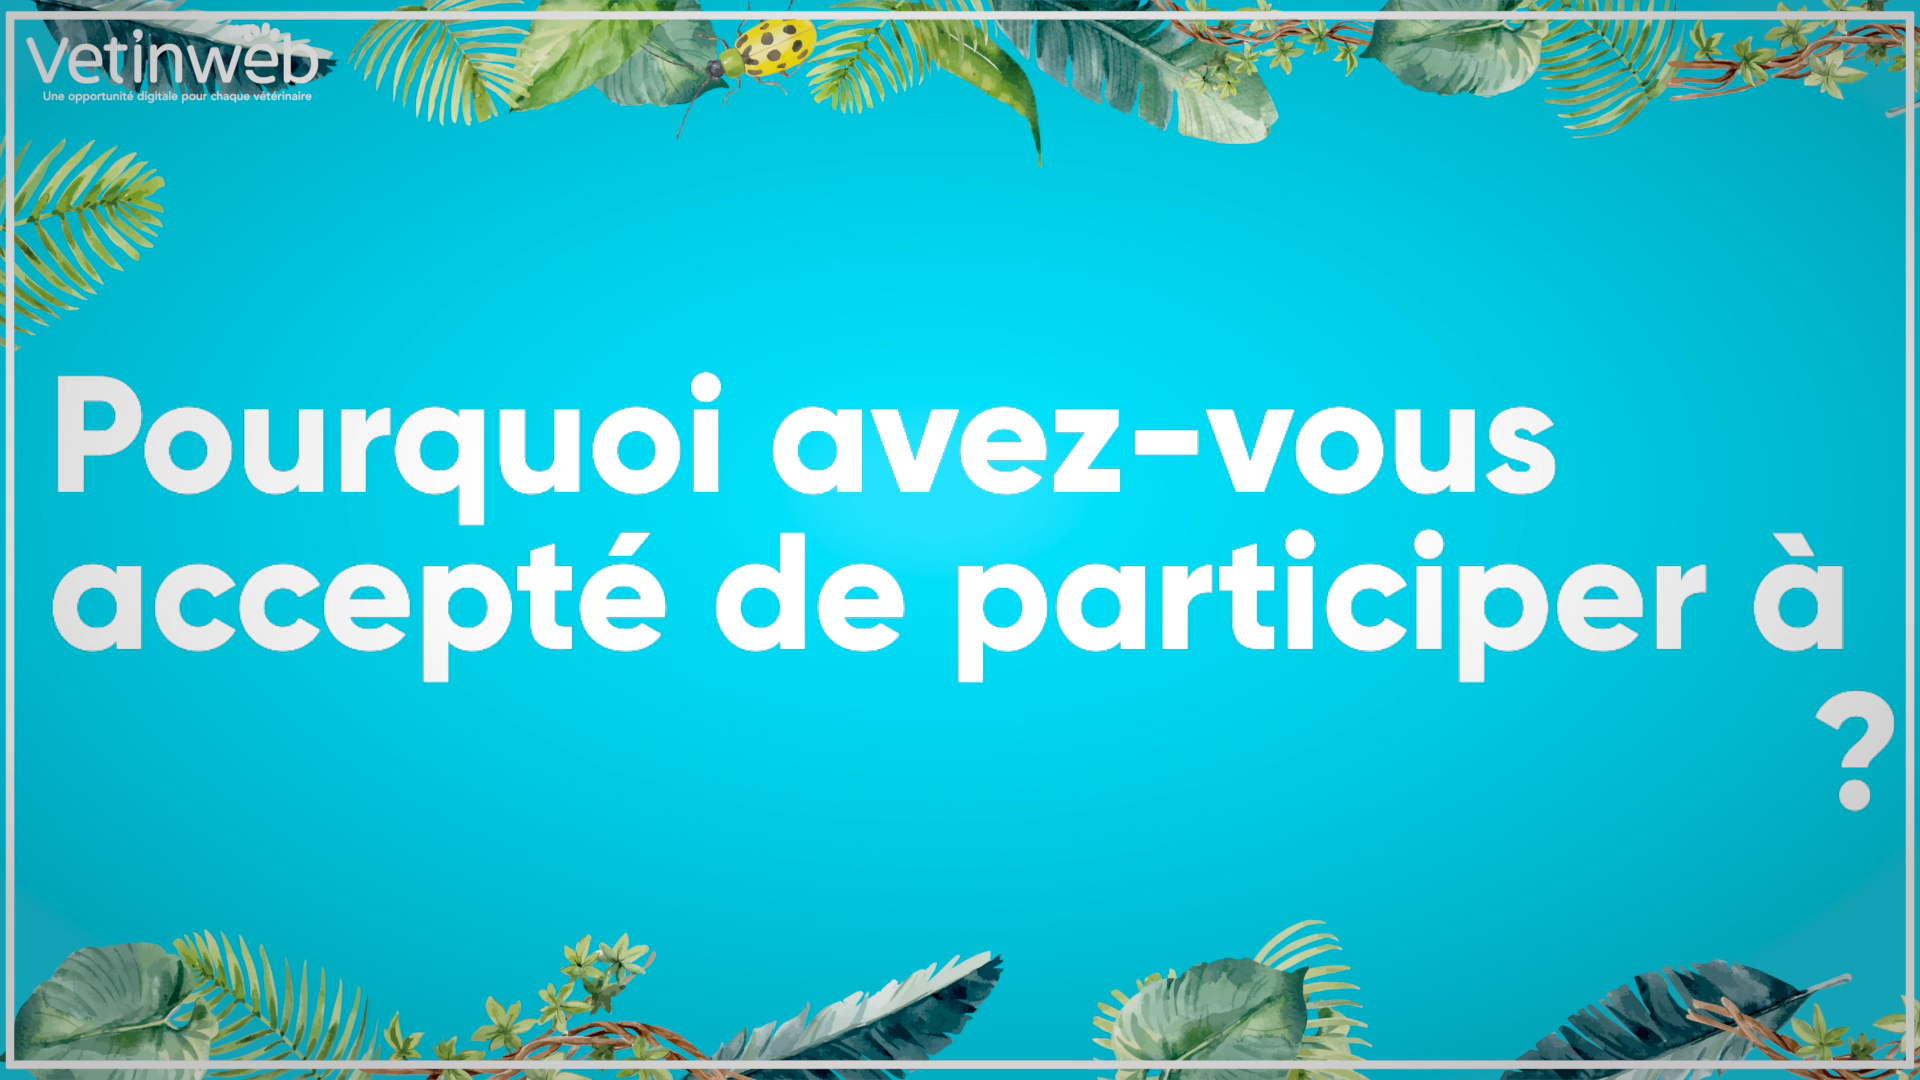 Vetinweb
Une opportunité digitale pour chaque vétérinaire
Pourquoi avez-vous
accepté de participer à
?